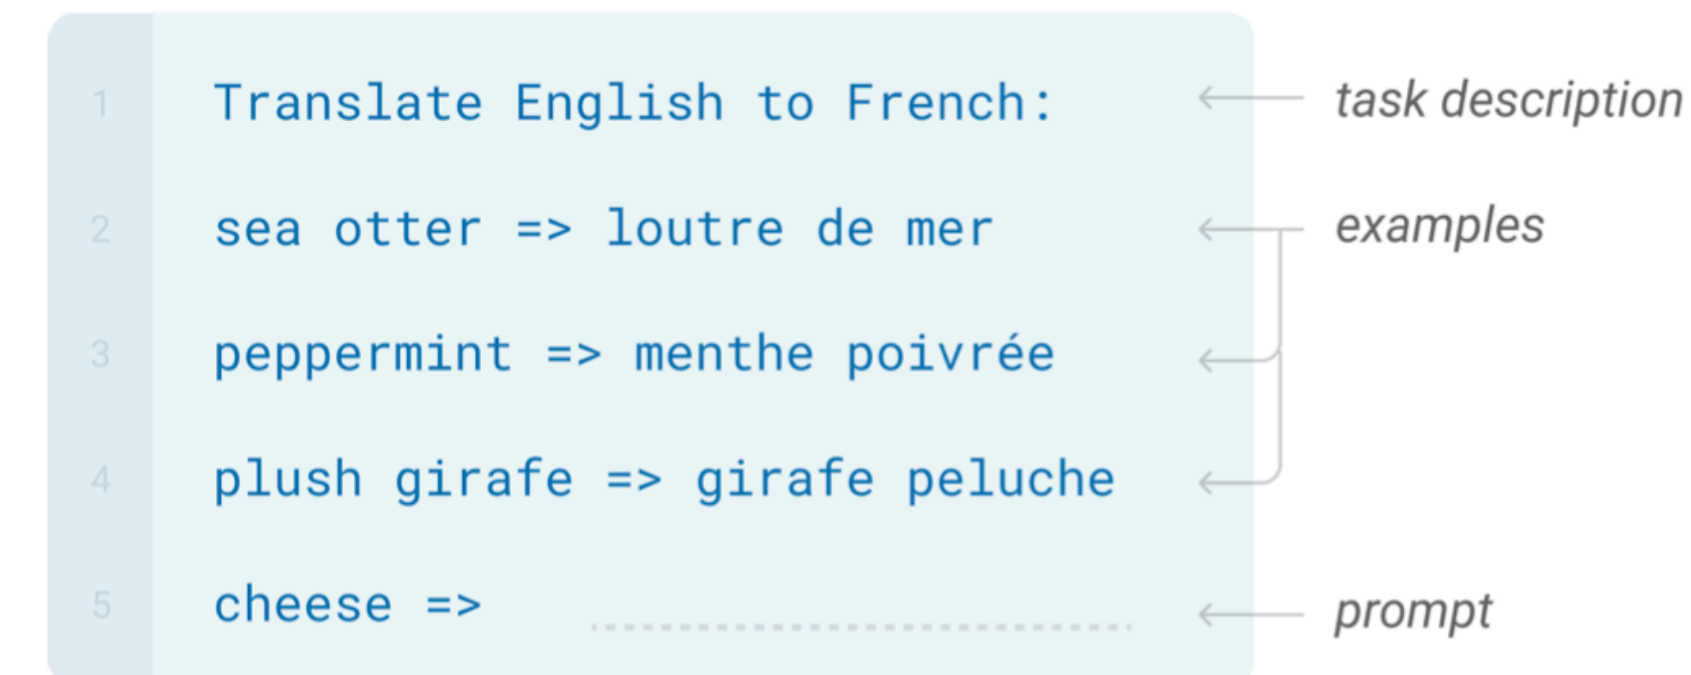 1 Translate English to French: task description
2 sea otter => loutre de mer examples
3 peppermint => menthe poivrée
4 plush girafe => girafe peluche
5 cheese => prompt